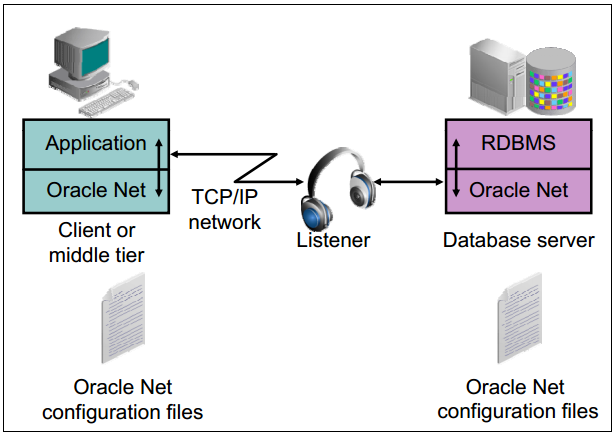 Application
Oracle Net
Client or
middle tier
TCP/IP
network
Listener
RDBMS
Oracle Net
Database server
Oracle Net
configuration files
Oracle Net
configuration files